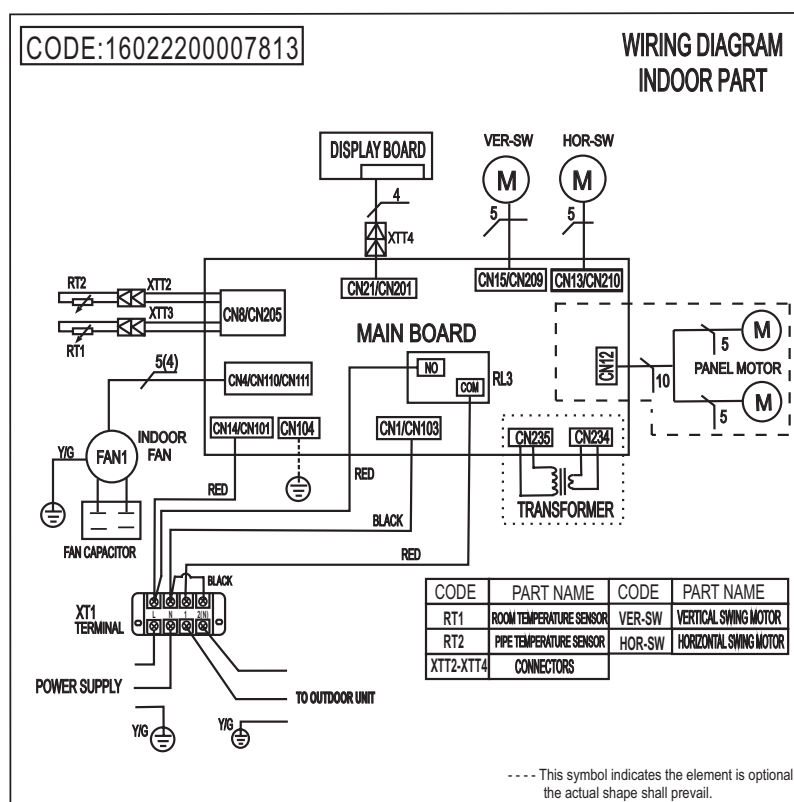 CODE:16022200007813
WIRING DIAGRAM
INDOOR PART
DISPLAY BOARD
VER-SW
HOR-SW
M
M
4
5
5
XTT4
CN21/CN201
CN15/CN209
CN13/CN210
RT2
XTT2
XTT3
RT1
CN8/CN205
MAIN BOARD
NO
COM
RL3
CN12
10
5
M
PANEL MOTOR
5
M
5(4)
CN4/CN110/CN111
CN14/CN101
CN104
CN1/CN103
CN235
CN234
TRANSFORMER
Y/G
FAN1
INDOOR
FAN
FAN CAPACITOR
RED
RED
BLACK
RED
BLACK
XT1
TERMINAL
L
N
1
2(N)
POWER SUPPLY
TO OUTDOOR UNIT
Y/G
Y/G
CODE PART NAME CODE PART NAME
RT1 ROOM TEMPERATURE SENSOR VER-SW VERTICAL SWING MOTOR
RT2 PIPE TEMPERATURE SENSOR HOR-SW HORIZONTAL SWING MOTOR
XTT2-XTT4 CONNECTORS
---- This symbol indicates the element is optional
the actual shape shall prevail.